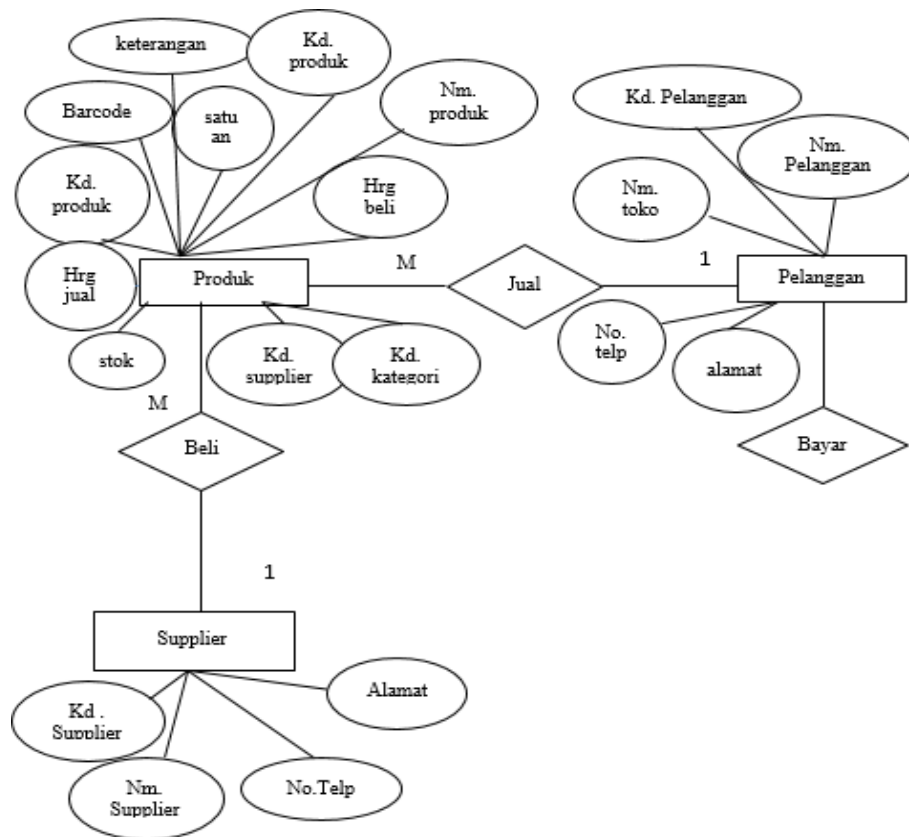 keterangan
Kd.
produk
Barcode
satu
an
Nm.
produk
Kd.
produk
Hrg
beli
Hrg
jual
Produk
M
Jual
1
Kd. Pelanggan
Nm.
Pelanggan
Nm.
toko
Pelanggan
stok
Kd.
supplier
Kd.
kategori
No.
telp
alamat
M
Beli
Bayar
1
Supplier
Kd .
Supplier
Nm.
Supplier
No.Telp
Alamat